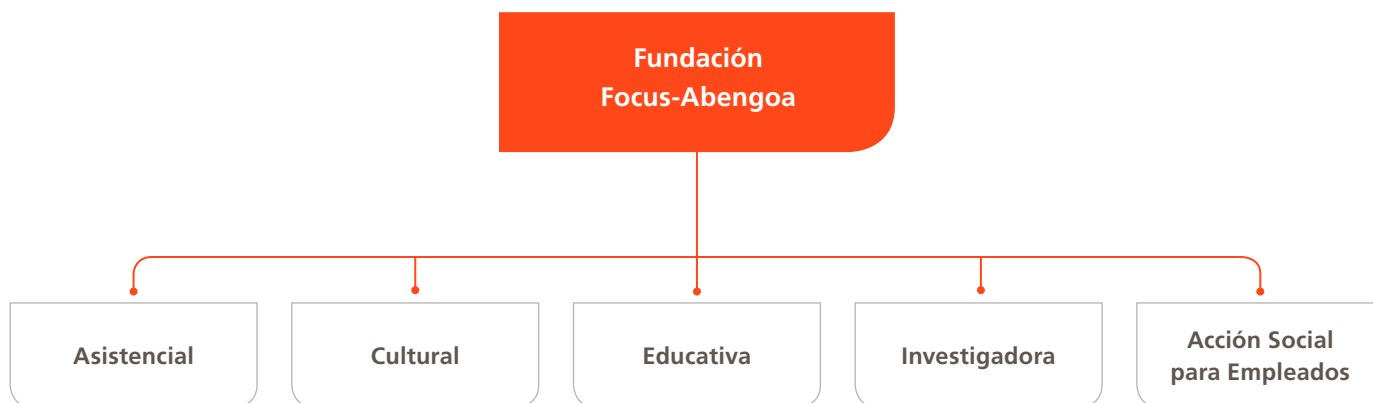 Fundación
Focus-Abengoa
Asistencial
Cultural
Educativa
Investigadora
Acción Social
para Empleados